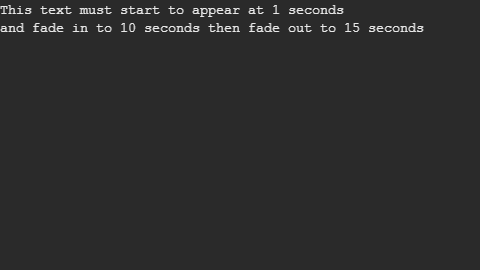 This text must start to appear at 1 seconds
and fade in to 10 seconds then fade out to 15 seconds